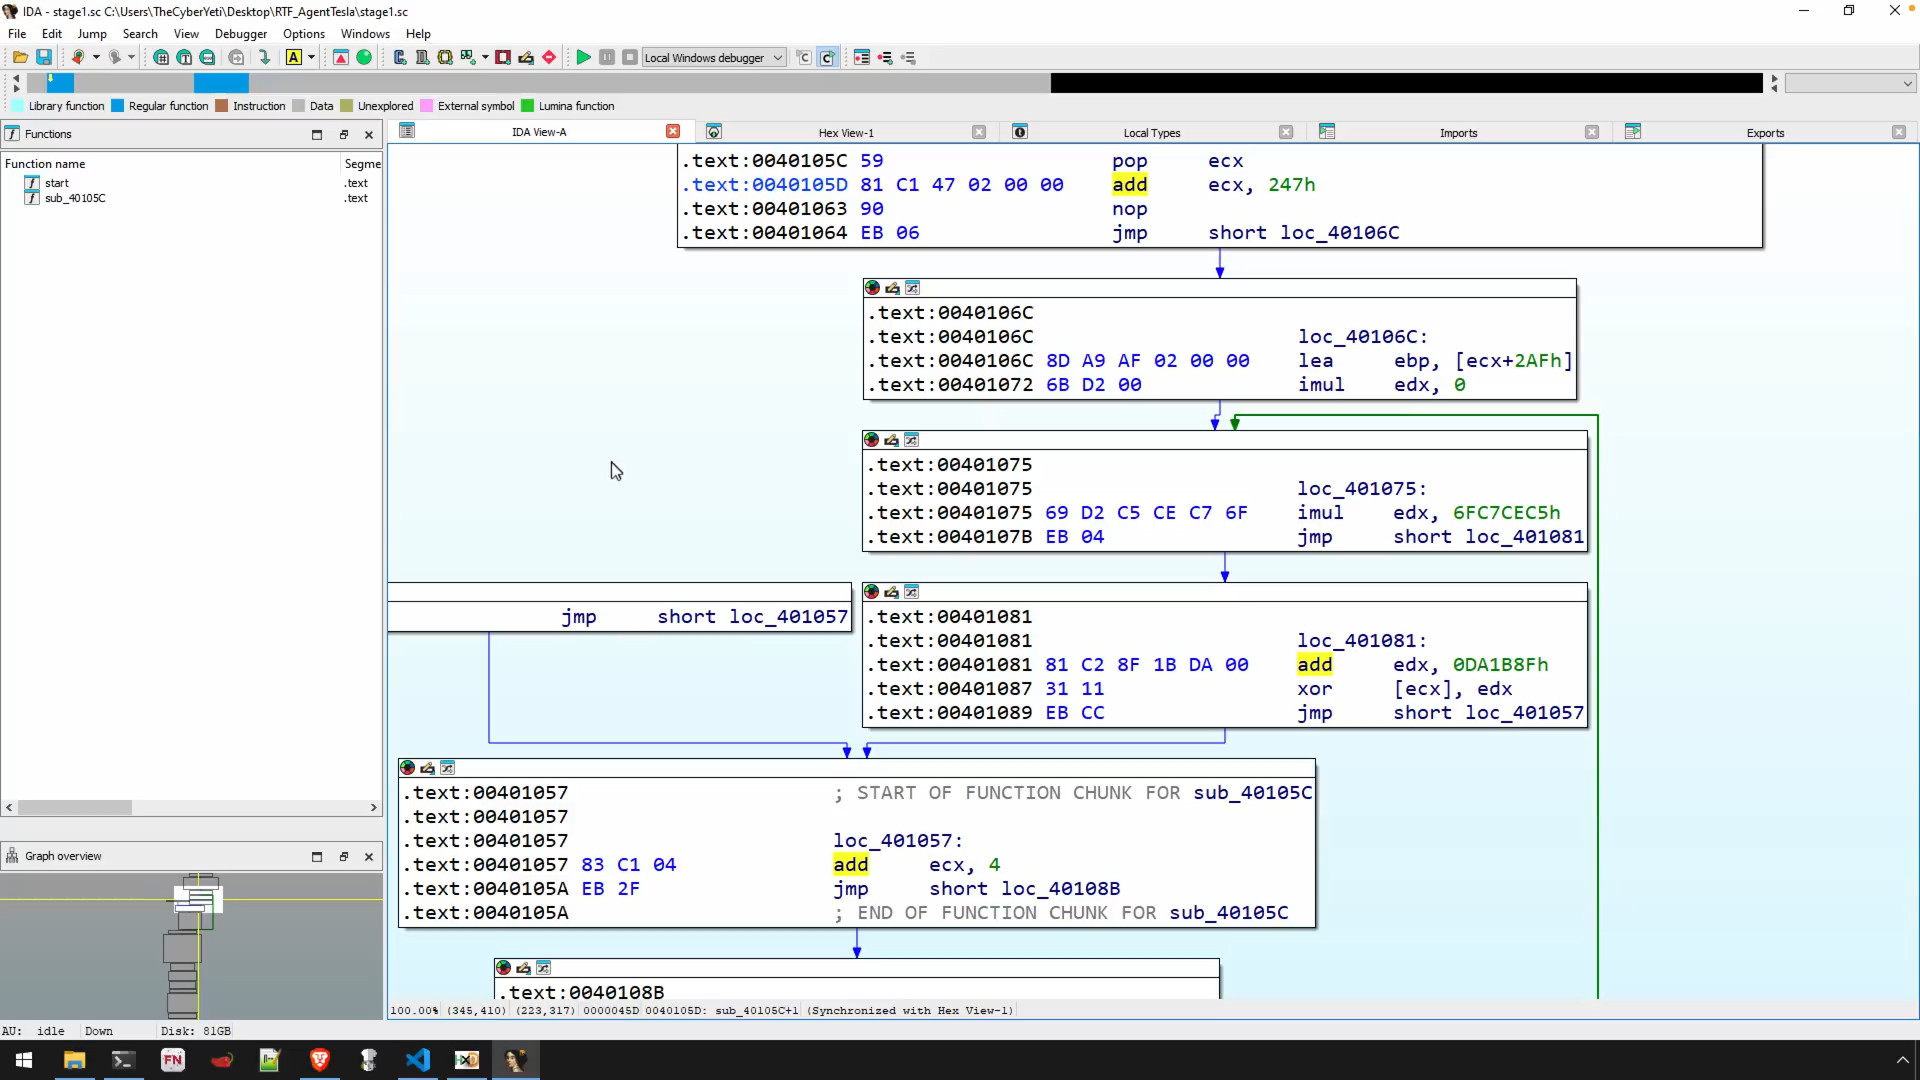 IDA - stage1.sc C:\Users\TheCyberYeti\Desktop\RTF_AgentTesla\stage1.sc
File Edit Jump Search View Debugger Options Windows Help
Local Windows debugger
Library function Regular function Instruction Data Unexplored External symbol Lumina function
Functions
IDA View-A
Hex View-1
Local Types
Imports
Exports
Function name Segme
start .text
sub_40105C .text
.text:0040105C 59 pop ecx
.text:0040105D 81 C1 47 02 00 00 add ecx, 247h
.text:00401063 90 nop
.text:00401064 EB 06 jmp short loc_40106C
.text:0040106C
.text:0040106C loc_40106C:
.text:0040106C 8D A9 AF 02 00 00 lea ebp, [ecx+2AFh]
.text:00401072 6B D2 00 imul edx, 0
.text:00401075
.text:00401075 loc_401075:
.text:00401075 69 D2 C5 CE C7 6F imul edx, 6FC7CEC5h
.text:0040107B EB 04 jmp short loc_401081
jmp short loc_401057
.text:00401081
.text:00401081 loc_401081:
.text:00401081 81 C2 8F 1B DA 00 add edx, 0DA1B8Fh
.text:00401087 31 11 xor [ecx], edx
.text:00401089 EB CC jmp short loc_401057
.text:00401057 ; START OF FUNCTION CHUNK FOR sub_40105C
.text:00401057
.text:00401057 loc_401057:
.text:00401057 83 C1 04 add ecx, 4
.text:0040105A EB 2F jmp short loc_40108B
.text:0040105A ; END OF FUNCTION CHUNK FOR sub_40105C
.text:0040108B
Graph overview
100.00% (345,410) (223,317) 0000045D 0040105D: sub_40105C+1 (Synchronized with Hex View-1)
AU: idle Down Disk: 81GB